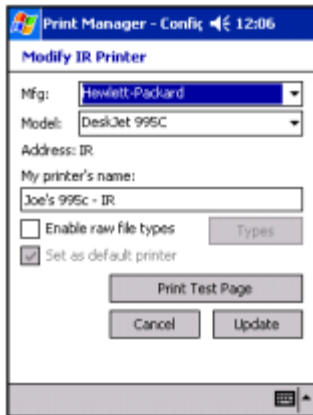 Print Manager - Config 12:06
Modify IR Printer
Mfg: Hewlett-Packard
Model: DeskJet 995C
Address: IR
My printer's name:
Joe's 995c - IR
Enable raw file types Types
Set as default printer
Print Test Page
Cancel Update